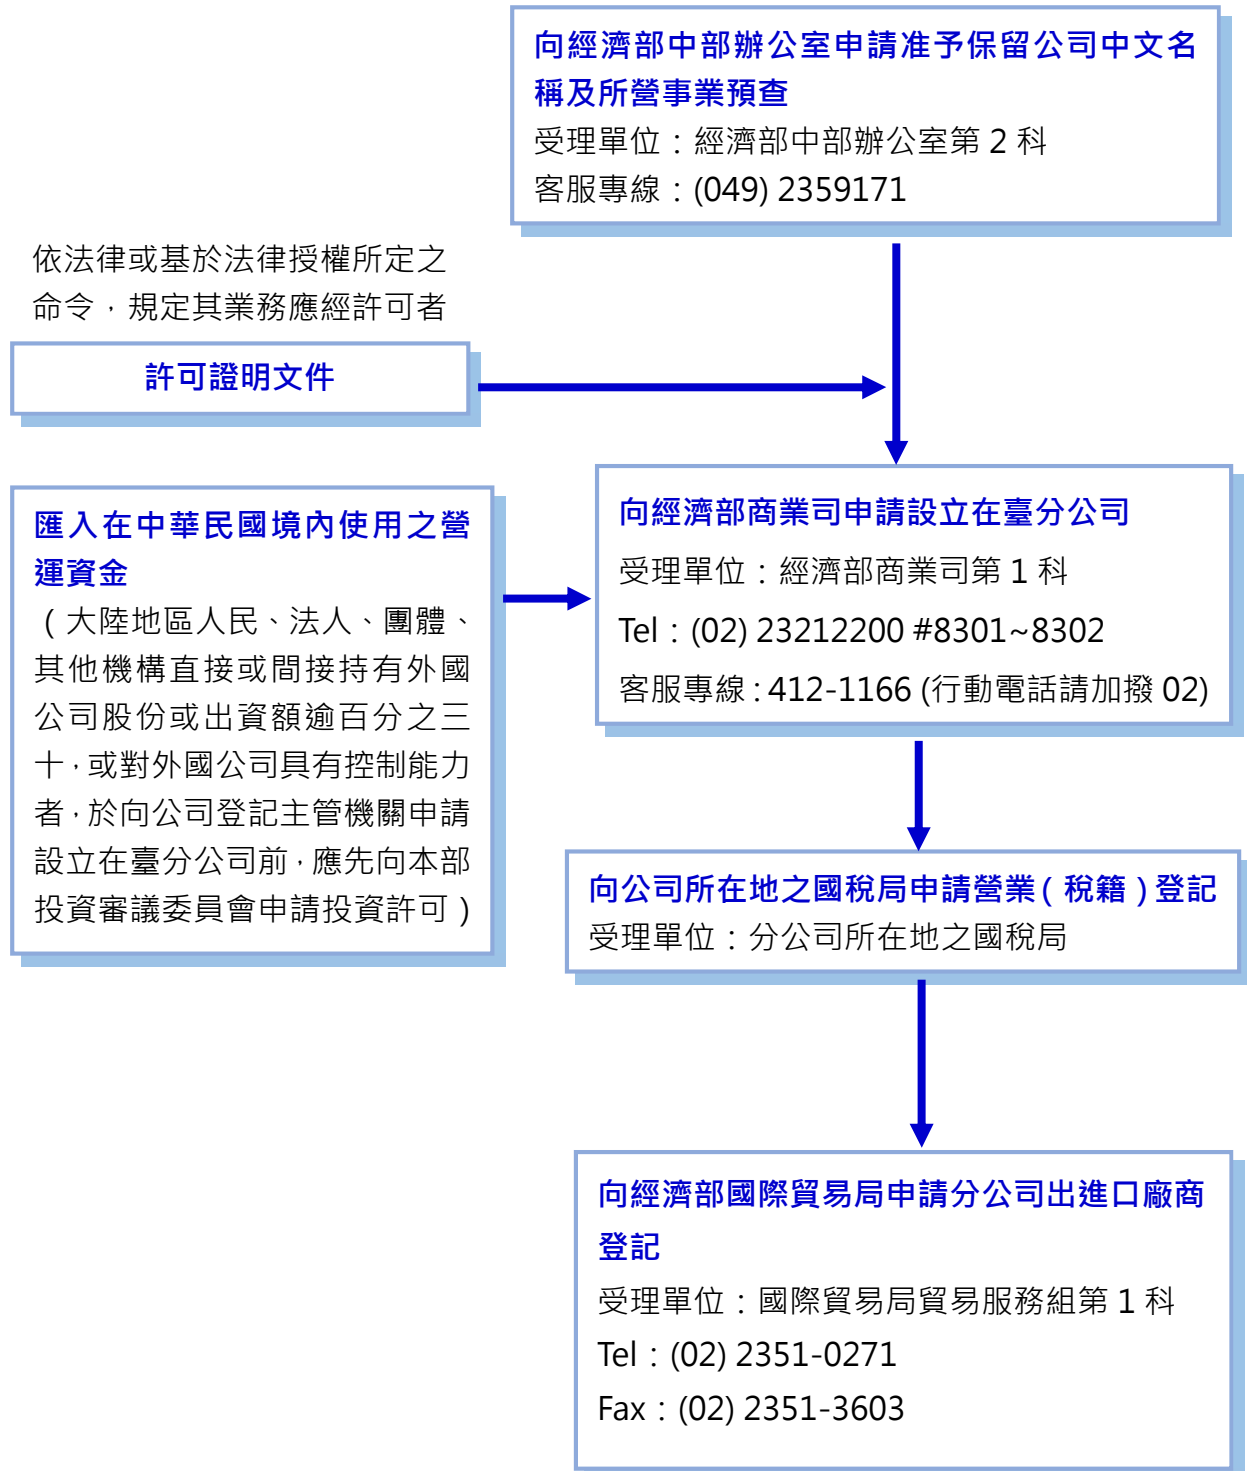 向經濟部中部辦公室申請准予保留公司中文名
稱及所營事業預查
受理單位：經濟部中部辦公室第 2 科
客服專線：(049) 2359171
依法律或基於法律授權所定之
命令，規定其業務應經許可者
許可證明文件
匯入在中華民國境內使用之營
運資金
（大陸地區人民、法人、團體、
其他機構直接或間接持有外國
公司股份或出資額逾百分之三
十，或對外國公司具有控制能力
者，於向公司登記主管機關申請
設立在臺分公司前，應先向本部
投資審議委員會申請投資許可）
向經濟部商業司申請設立在臺分公司
受理單位：經濟部商業司第 1 科
Tel：(02) 23212200 #8301~8302
客服專線：412-1166 (行動電話請加撥 02)
向公司所在地之國稅局申請營業（稅籍）登記
受理單位：分公司所在地之國稅局
向經濟部國際貿易局申請分公司出進口廠商
登記
受理單位：國際貿易局貿易服務組第 1 科
Tel：(02) 2351-0271
Fax：(02) 2351-3603